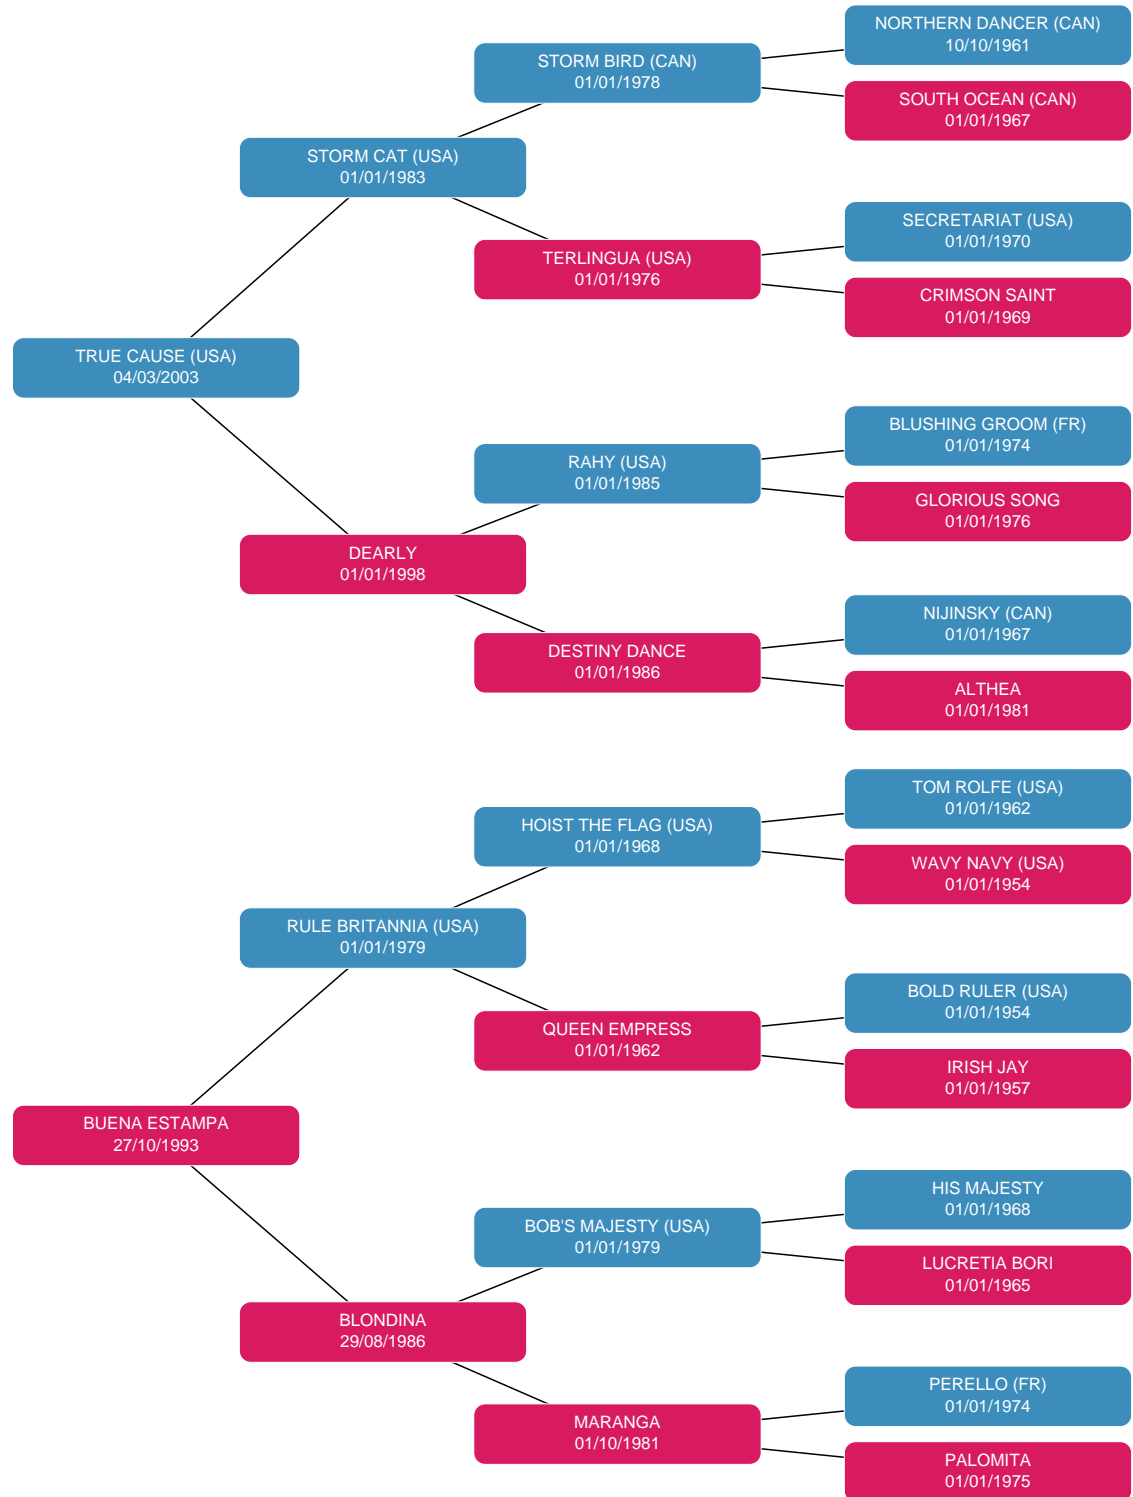 NORTHERN DANCER (CAN)
10/10/1961
STORM BIRD (CAN)
01/01/1978
SOUTH OCEAN (CAN)
01/01/1967
STORM CAT (USA)
01/01/1983
SECRETARIAT (USA)
01/01/1970
TERLINGUA (USA)
01/01/1976
CRIMSON SAINT
01/01/1969
TRUE CAUSE (USA)
04/03/2003
BLUSHING GROOM (FR)
01/01/1974
RAHY (USA)
01/01/1985
GLORIOUS SONG
01/01/1976
DEARLY
01/01/1998
NIJINSKY (CAN)
01/01/1967
DESTINY DANCE
01/01/1986
ALTHEA
01/01/1981
TOM ROLFE (USA)
01/01/1962
HOIST THE FLAG (USA)
01/01/1968
WAVY NAVY (USA)
01/01/1954
RULE BRITANNIA (USA)
01/01/1979
BOLD RULER (USA)
01/01/1954
QUEEN EMPRESS
01/01/1962
IRISH JAY
01/01/1957
BUENA ESTAMPA
27/10/1993
HIS MAJESTY
01/01/1968
BOB'S MAJESTY (USA)
01/01/1979
LUCRETIA BORI
01/01/1965
BLONDINA
29/08/1986
PERELLO (FR)
01/01/1974
MARANGA
01/10/1981
PALOMITA
01/01/1975